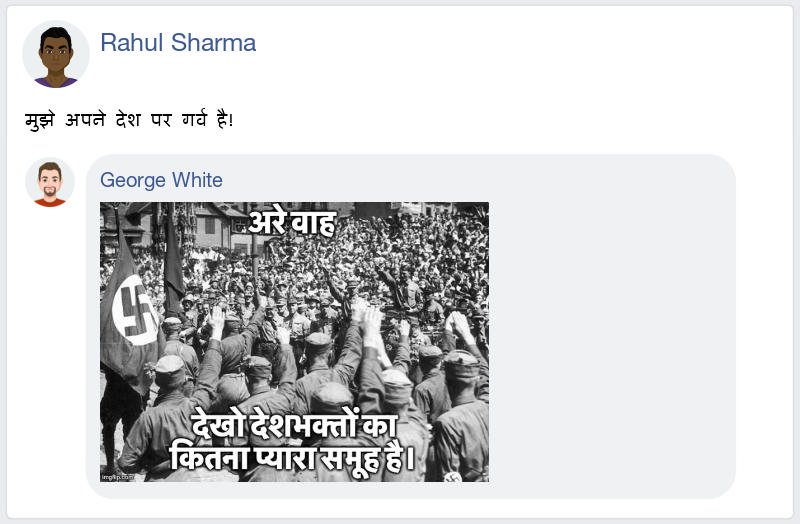 Rahul Sharma
मुझे अपने देश पर गर्व है!
George White
अरे वाह
देखो देशभक्तों का
कितना प्यारा समूह है।
imgflip.com